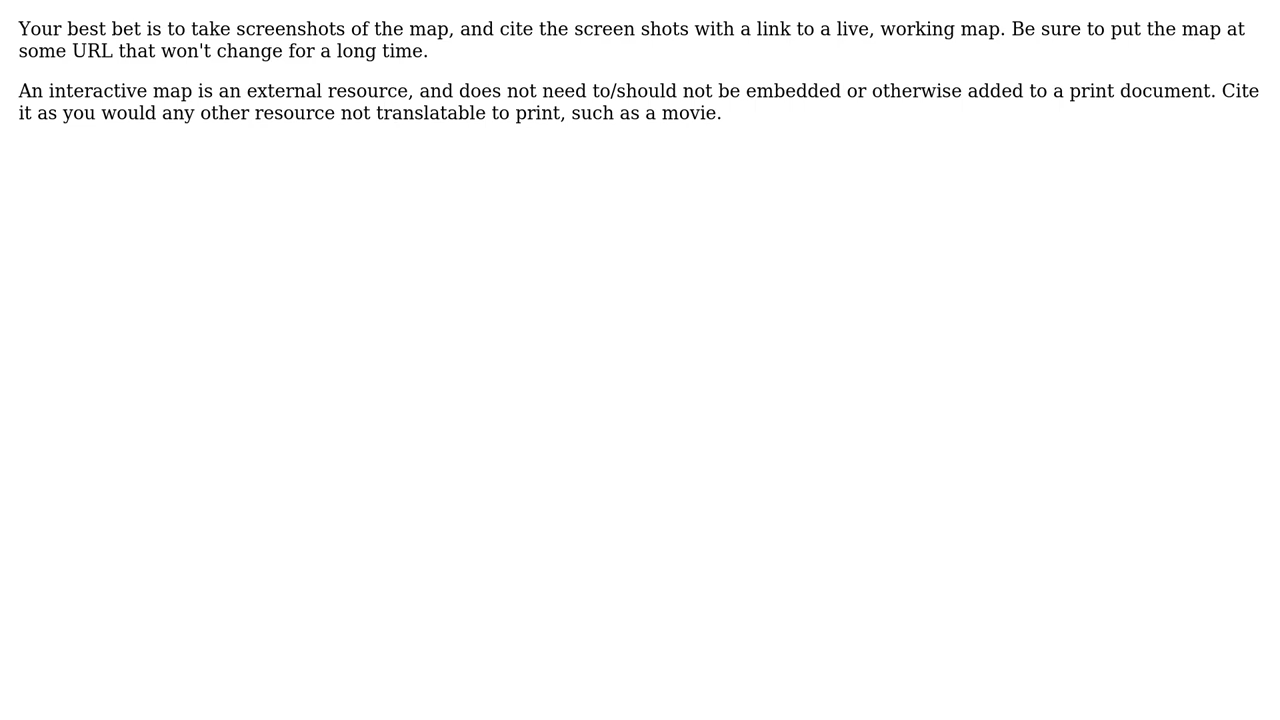 Your best bet is to take screenshots of the map, and cite the screen shots with a link to a live, working map. Be sure to put the map at
some URL that won't change for a long time.
An interactive map is an external resource, and does not need to/should not be embedded or otherwise added to a print document. Cite
it as you would any other resource not translatable to print, such as a movie.